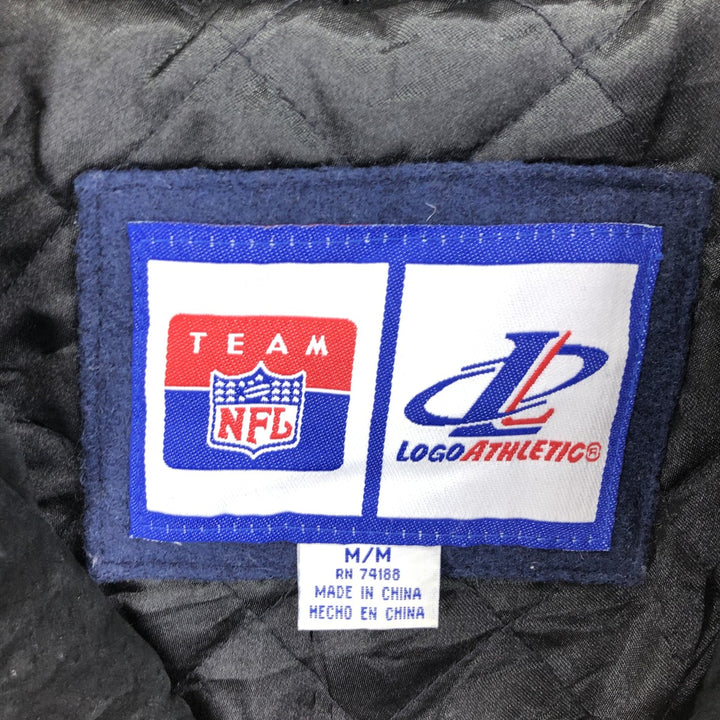 TEAM
NFL
LOGOATHLETIC®
M/M
RN 74188
MADE IN CHINA
HECHO EN CHINA